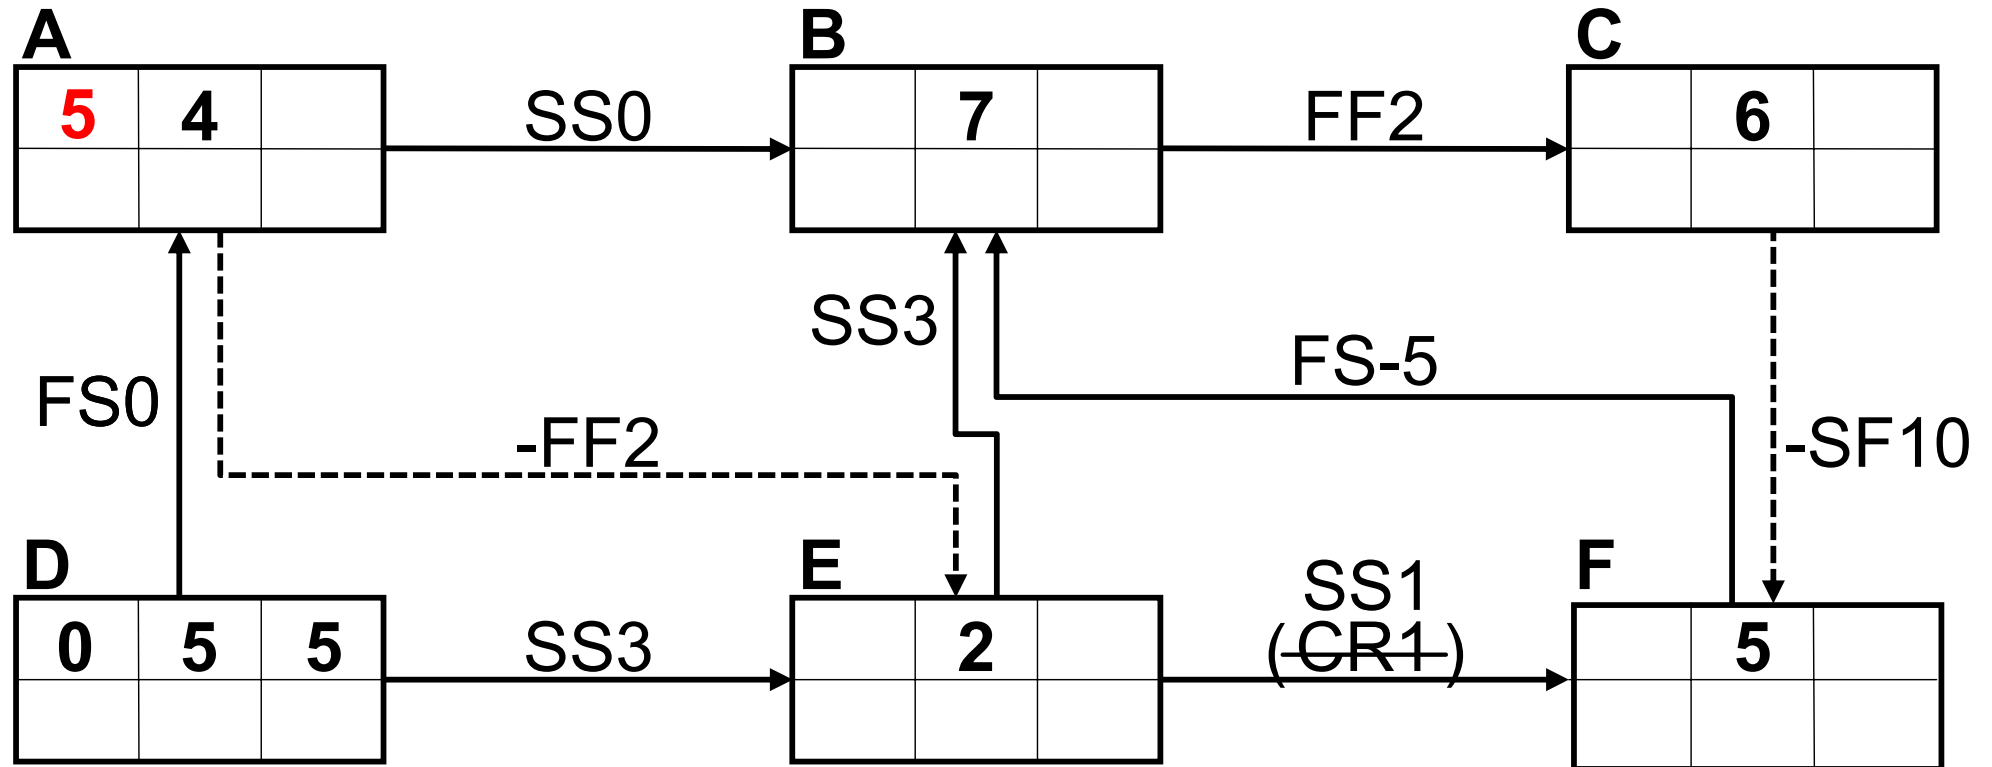 A B C
5 4 SS0 7 FF2 6
SS3
FS-5
FS0
-FF2 -SF10
D E F
SS1
0 5 5 SS3 2 (CR1) 5